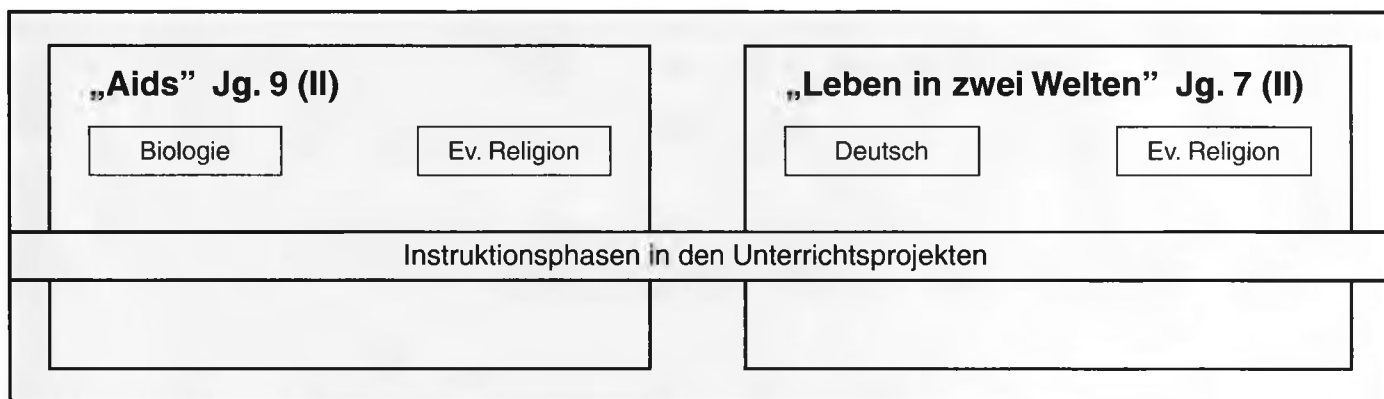 „Aids” Jg. 9 (II)
Biologie
Ev. Religion
„Leben in zwei Welten” Jg. 7 (II)
Deutsch
Ev. Religion
Instruktionsphasen in den Unterrichtsprojekten